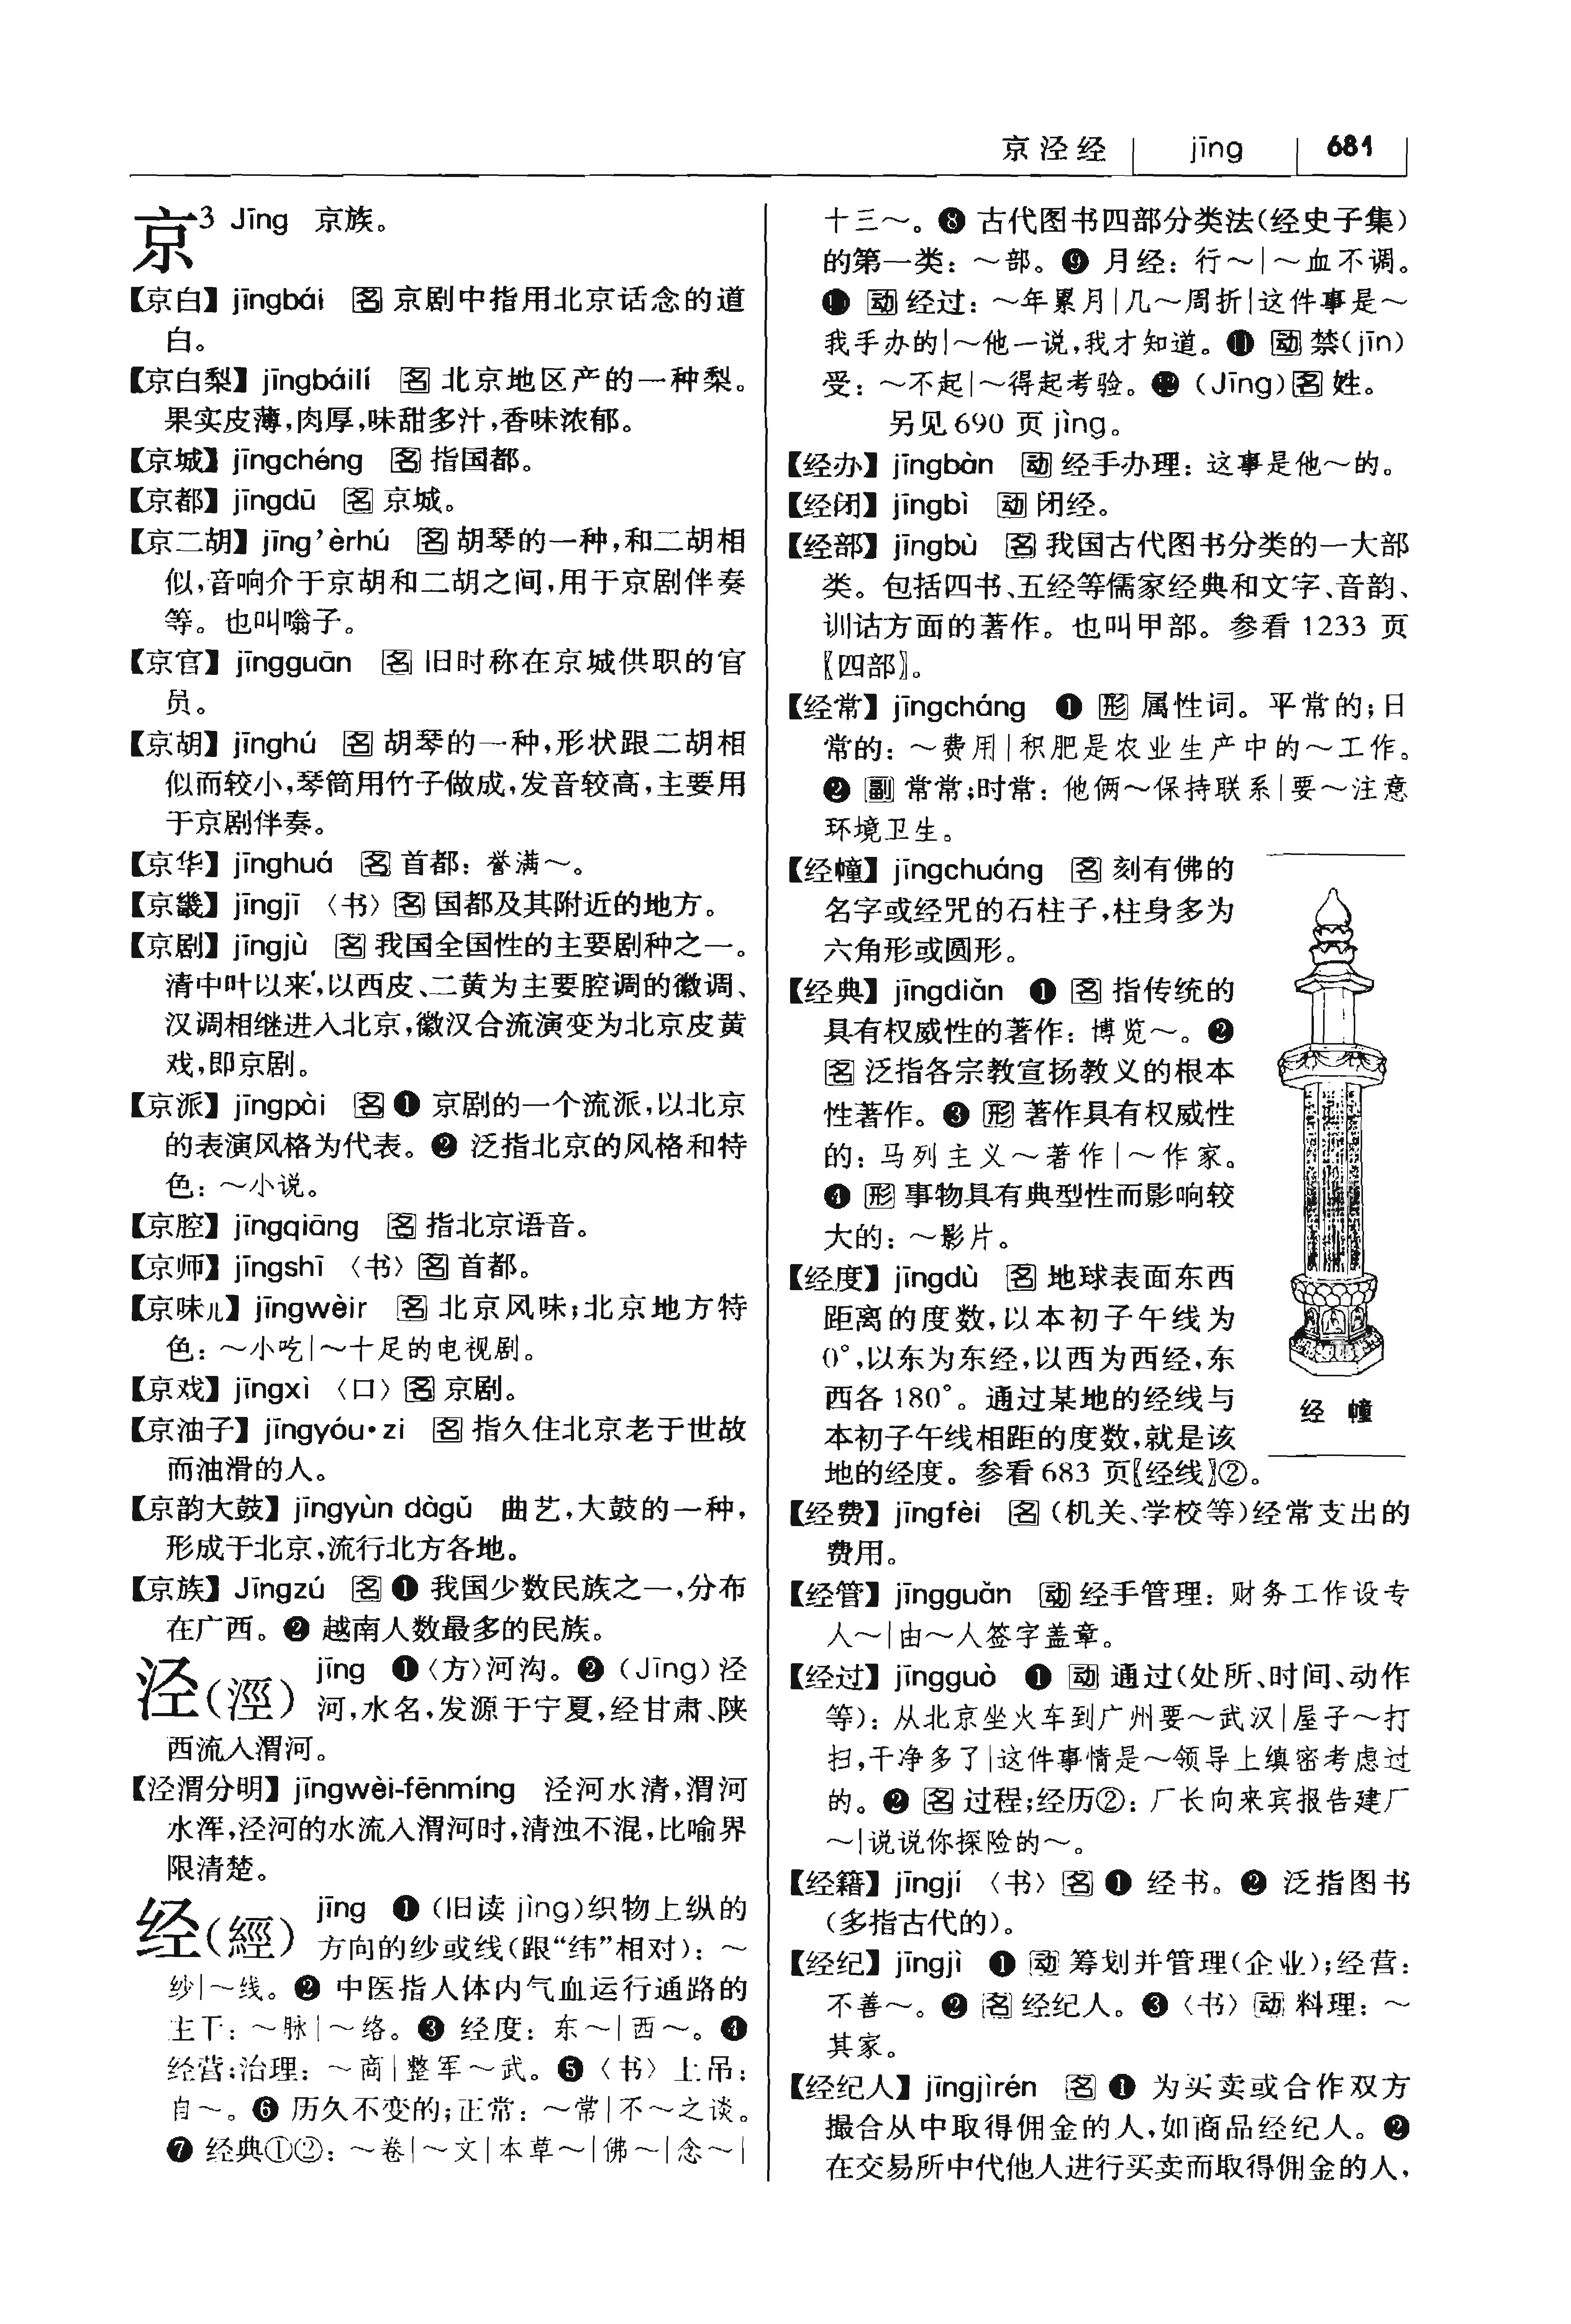 京泾经 jīng 681
京³ Jīng 京族。
【京白】 jīngbái 名 京剧中指用北京话念的道
白。
【京白梨】 jīngbáilí 名 北京地区产的一种梨。
果实皮薄,肉厚,味甜多汁,香味浓郁。
【京城】 jīngchéng 名 指国都。
【京都】 jīngdū 名 京城。
【京二胡】 jīng’èrhú 名 胡琴的一种,和二胡相
似,音响介于京胡和二胡之间,用于京剧伴奏
等。也叫嗡子。
【京官】 jīngguān 名 旧时称在京城供职的官
员。
【京胡】 jīnghú 名 胡琴的一种,形状跟二胡相
似而较小,琴筒用竹子做成,发音较高,主要用
于京剧伴奏。
【京华】 jīnghuá 名 首都:誉满~。
【京畿】 jīngjī 〈书〉 名 国都及其附近的地方。
【京剧】 jīngjù 名 我国全国性的主要剧种之一。
清中叶以来,以西皮、二黄为主要腔调的徽调、
汉调相继进入北京,徽汉合流演变为北京皮黄
戏,即京剧。
【京派】 jīngpài 名 ❶ 京剧的一个流派,以北京
的表演风格为代表。❷ 泛指北京的风格和特
色:~小说。
【京腔】 jīngqiāng 名 指北京语音。
【京师】 jīngshī 〈书〉 名 首都。
【京味儿】 jīngwèir 名 北京风味;北京地方特
色:~小吃|~十足的电视剧。
【京戏】 jīngxì 〈口〉 名 京剧。
【京油子】 jīngyóu·zi 名 指久住北京老于世故
而油滑的人。
【京韵大鼓】 jīngyùn dàgǔ 曲艺,大鼓的一种,
形成于北京,流行北方各地。
【京族】 Jīngzú 名 ❶ 我国少数民族之一,分布
在广西。❷ 越南人数最多的民族。
泾(涇) jīng ❶〈方〉河沟。❷ (Jīng)泾
河,水名,发源于宁夏,经甘肃、陕
西流入渭河。
【泾渭分明】 jīngwèi-fēnmíng 泾河水清,渭河
水浑,泾河的水流入渭河时,清浊不混,比喻界
限清楚。
经(經) jīng ❶ (旧读 jìng)织物上纵的
方向的纱或线(跟“纬”相对):~
纱|~线。❷ 中医指人体内气血运行通路的
主干:~脉|~络。❸ 经度:东~|西~。❹
经营;治理:~商|整军~武。❺〈书〉上吊:
自~。❻ 历久不变的;正常:~常|不~之谈。
❼ 经典①②:~卷|~文|本草~|佛~|念~|
十三~。❽ 古代图书四部分类法(经史子集)
的第一类:~部。❾ 月经:行~|~血不调。
❿ 动 经过:~年累月|几~周折|这件事是~
我手办的|~他一说,我才知道。⓫ 动 禁(jīn)
受:~不起|~得起考验。⓬ (Jīng) 名 姓。
另见 690 页 jìng。
【经办】 jīngbàn 动 经手办理:这事是他~的。
【经闭】 jīngbì 动 闭经。
【经部】 jīngbù 名 我国古代图书分类的一大部
类。包括四书、五经等儒家经典和文字、音韵、
训诂方面的著作。也叫甲部。参看 1233 页
〖四部〗。
【经常】 jīngcháng ❶ 形 属性词。平常的;日
常的:~费用|积肥是农业生产中的~工作。
❷ 副 常常;时常:他俩~保持联系|要~注意
环境卫生。
【经幢】 jīngchuáng 名 刻有佛的
名字或经咒的石柱子,柱身多为
六角形或圆形。
【经典】 jīngdiǎn ❶ 名 指传统的
具有权威性的著作:博览~。❷
名 泛指各宗教宣扬教义的根本
性著作。❸ 形 著作具有权威性
的:马列主义~著作|~作家。
❹ 形 事物具有典型性而影响较
大的:~影片。
【经度】 jīngdù 名 地球表面东西
距离的度数,以本初子午线为
0°,以东为东经,以西为西经,东
西各 180°。通过某地的经线与
本初子午线相距的度数,就是该
地的经度。参看 683 页〖经线〗②。
经 幢
【经费】 jīngfèi 名 (机关、学校等)经常支出的
费用。
【经管】 jīngguǎn 动 经手管理:财务工作设专
人~|由~人签字盖章。
【经过】 jīngguò ❶ 动 通过(处所、时间、动作
等):从北京坐火车到广州要~武汉|屋子~打
扫,干净多了|这件事情是~领导上缜密考虑过
的。❷ 名 过程;经历②:厂长向来宾报告建厂
~|说说你探险的~。
【经籍】 jīngjí 〈书〉 名 ❶ 经书。❷ 泛指图书
(多指古代的)。
【经纪】 jīngjì ❶ 动 筹划并管理(企业);经营:
不善~。❷ 名 经纪人。❸〈书〉 动 料理:~
其家。
【经纪人】 jīngjìrén 名 ❶ 为买卖或合作双方
撮合从中取得佣金的人,如商品经纪人。❷
在交易所中代他人进行买卖而取得佣金的人,